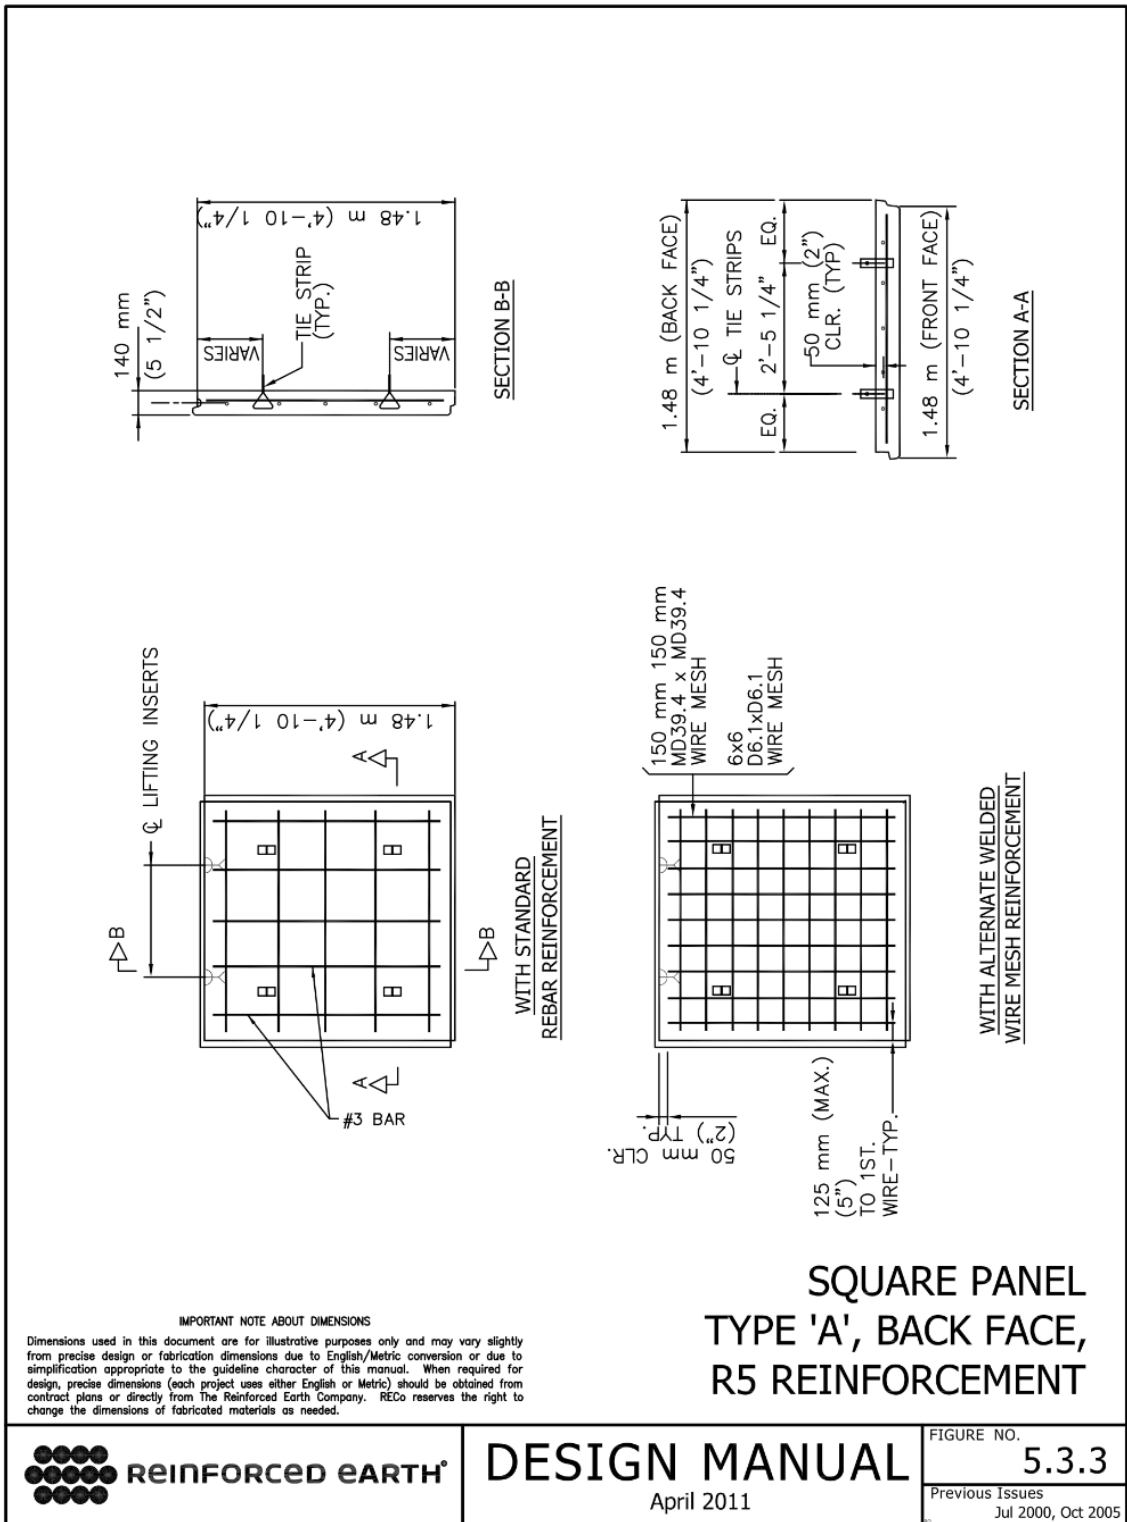 140 mm
(5 1/2")
1.48 m (4'-10 1/4")
VARIES
TIE STRIP
(TYP.)
VARIES
SECTION B-B
1.48 m (BACK FACE)
(4'-10 1/4")
℄ TIE STRIPS
EQ.
2'-5 1/4"
EQ.
50 mm (2")
CLR. (TYP)
1.48 m (FRONT FACE)
(4'-10 1/4")
SECTION A-A
℄ LIFTING INSERTS
1.48 m (4'-10 1/4")
A
A
B
B
#3 BAR
WITH STANDARD
REBAR REINFORCEMENT
150 mm 150 mm
MD39.4 x MD39.4
WIRE MESH
6x6
D6.1xD6.1
WIRE MESH
50 mm CLR.
(2") TYP.
125 mm (MAX.)
(5")
TO 1ST.
WIRE-TYP.
WITH ALTERNATE WELDED
WIRE MESH REINFORCEMENT
SQUARE PANEL
TYPE 'A', BACK FACE,
R5 REINFORCEMENT
IMPORTANT NOTE ABOUT DIMENSIONS
Dimensions used in this document are for illustrative purposes only and may vary slightly
from precise design or fabrication dimensions due to English/Metric conversion or due to
simplification appropriate to the guideline character of this manual. When required for
design, precise dimensions (each project uses either English or Metric) should be obtained from
contract plans or directly from The Reinforced Earth Company. RECo reserves the right to
change the dimensions of fabricated materials as needed.
REINFORCED EARTH®
DESIGN MANUAL
April 2011
FIGURE NO.
5.3.3
Previous Issues
Jul 2000, Oct 2005